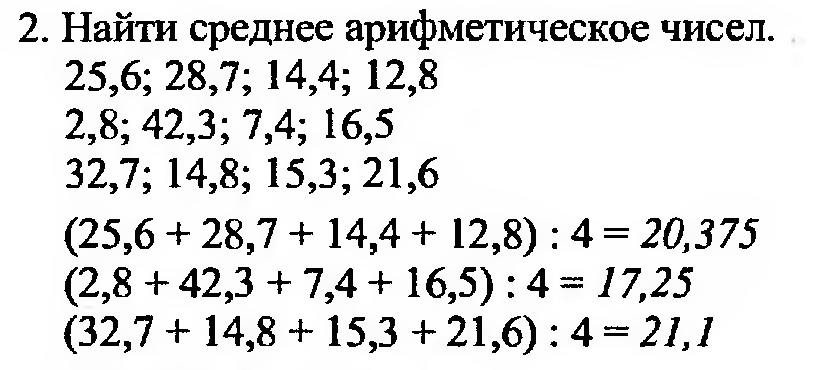 2. Найти среднее арифметическое чисел.
25,6; 28,7; 14,4; 12,8
2,8; 42,3; 7,4; 16,5
32,7; 14,8; 15,3; 21,6
(25,6 + 28,7 + 14,4 + 12,8) : 4 = 20,375
(2,8 + 42,3 + 7,4 + 16,5) : 4 = 17,25
(32,7 + 14,8 + 15,3 + 21,6) : 4 = 21,1